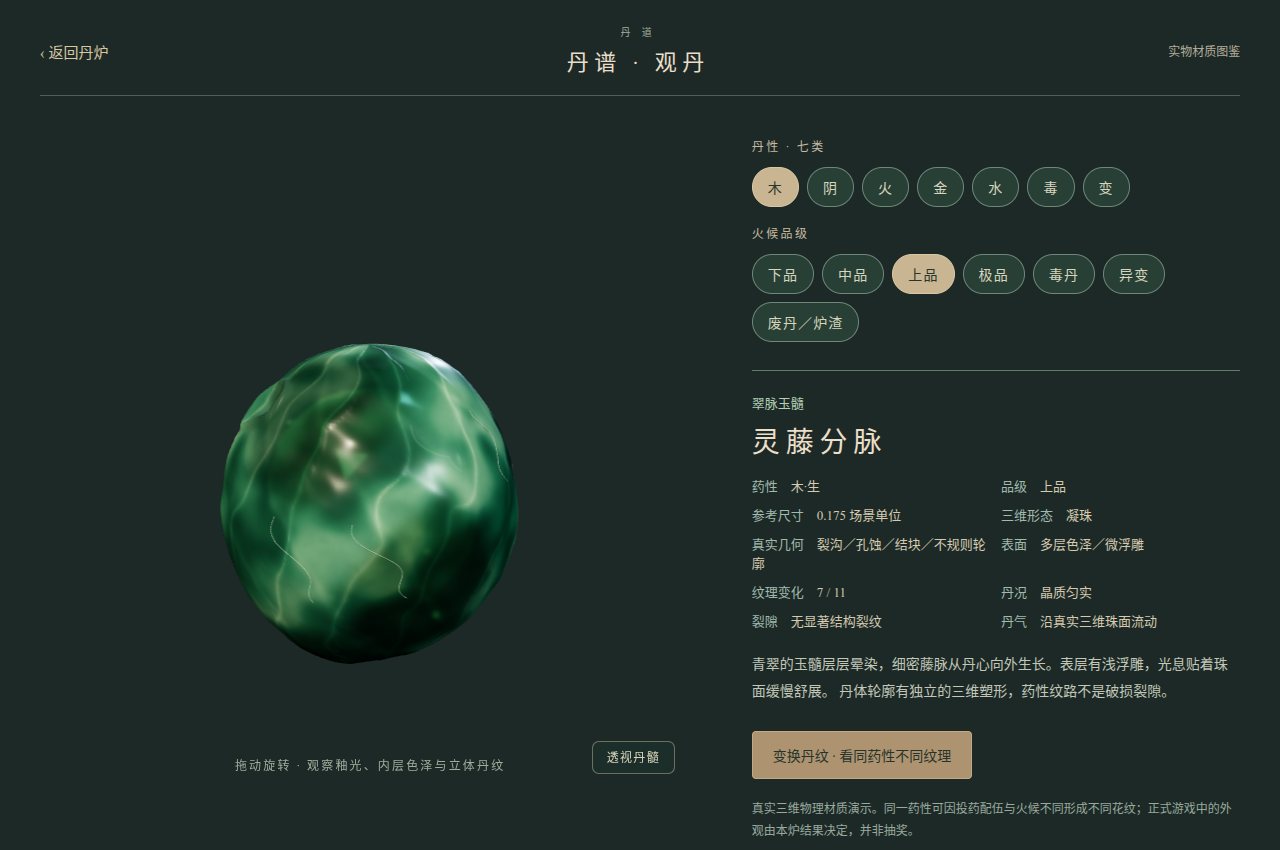 ‹ 返回丹炉
丹 道
丹谱 · 观丹
实物材质图鉴
丹性 · 七类
木 阴 火 金 水 毒 变
火候品级
下品 中品 上品 极品 毒丹 异变
废丹／炉渣
翠脉玉髓
灵藤分脉
药性 木·生 品级 上品
参考尺寸 0.175 场景单位 三维形态 凝珠
真实几何 裂沟／孔蚀／结块／不规则轮 表面 多层色泽／微浮雕
廓
纹理变化 7 / 11 丹况 晶质匀实
裂隙 无显著结构裂纹 丹气 沿真实三维珠面流动
青翠的玉髓层层晕染，细密藤脉从丹心向外生长。表层有浅浮雕，光息贴着珠
面缓慢舒展。 丹体轮廓有独立的三维塑形，药性纹路不是破损裂隙。
变换丹纹 · 看同药性不同纹理
真实三维物理材质演示。同一药性可因投药配伍与火候不同形成不同花纹；正式游戏中的外
观由本炉结果决定，并非抽奖。
透视丹髓
拖动旋转 · 观察釉光、内层色泽与立体丹纹